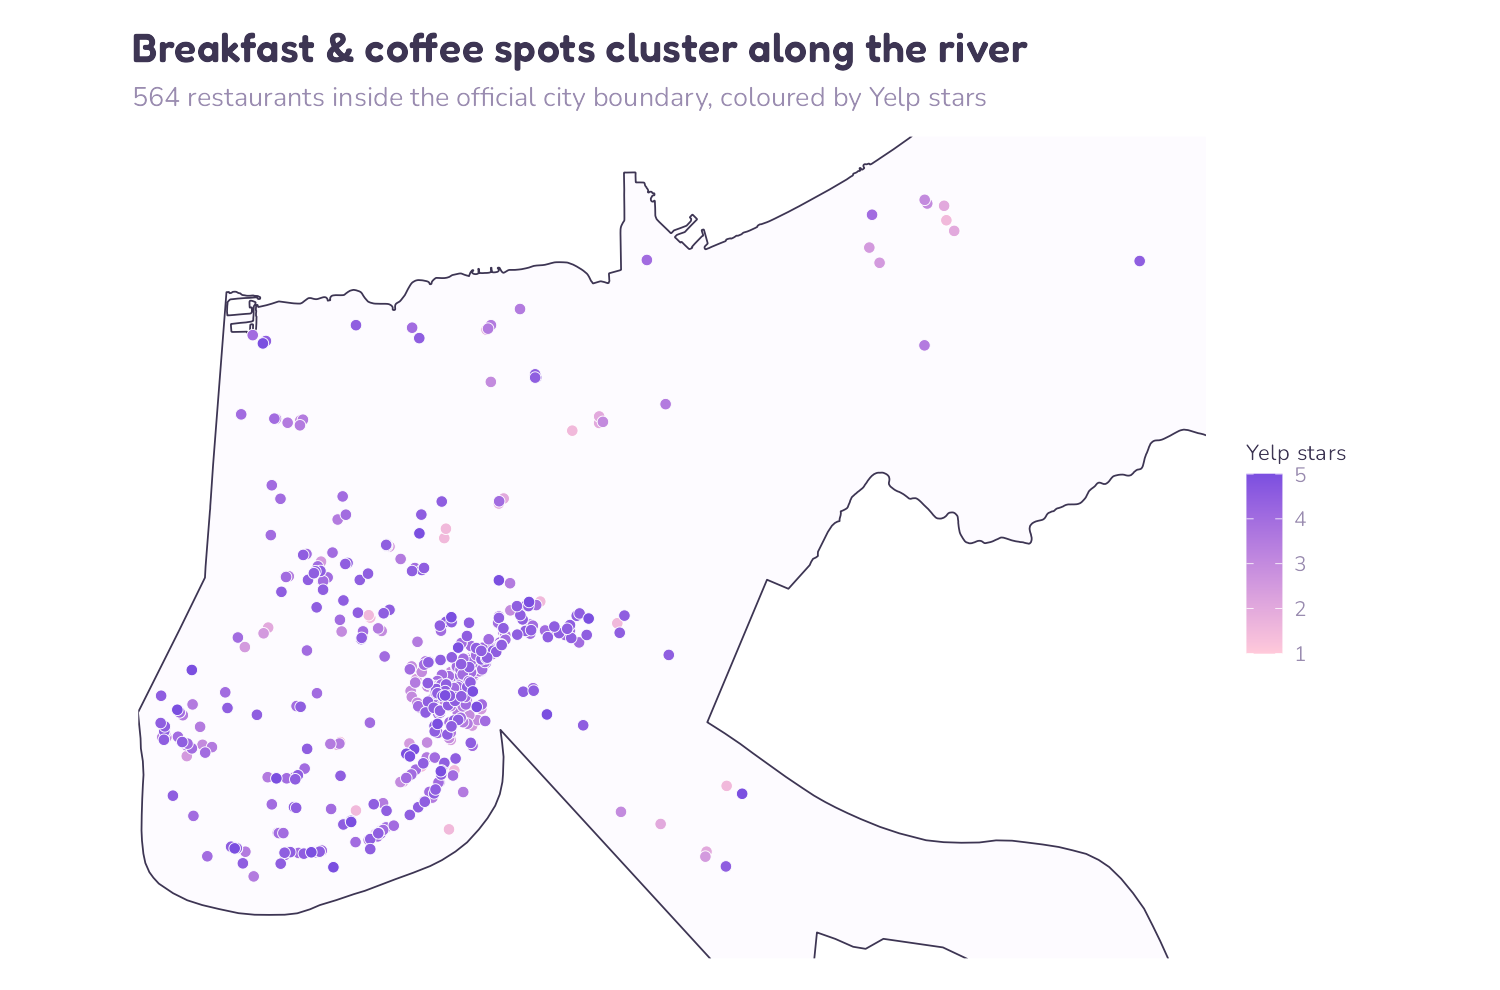 Breakfast & coffee spots cluster along the river
564 restaurants inside the official city boundary, coloured by Yelp stars
Yelp stars
5
4
3
2
1